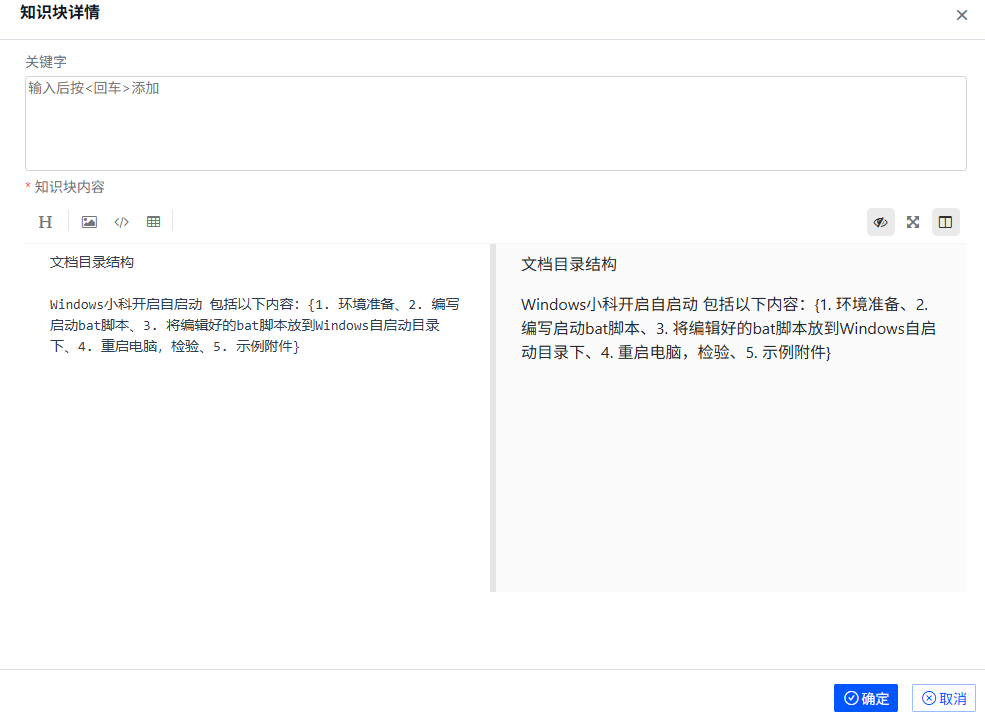 知识块详情
关键字
输入后按<回车>添加
* 知识块内容
H
文档目录结构
Windows小科开启自启动 包括以下内容：{1. 环境准备、2. 编写
启动bat脚本、3. 将编辑好的bat脚本放到Windows自启动目录
下、4. 重启电脑，检验、5. 示例附件}
文档目录结构
Windows小科开启自启动 包括以下内容：{1. 环境准备、2.
编写启动bat脚本、3. 将编辑好的bat脚本放到Windows自启
动目录下、4. 重启电脑，检验、5. 示例附件}
确定
取消